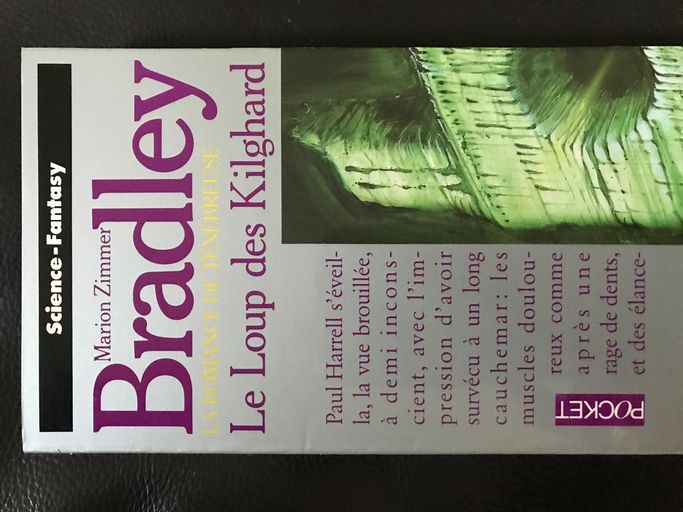 Science-Fantasy
Marion Zimmer
Bradley
LA ROMANCE DE TÉNÉBREUSE
Le Loup des Kilghard
Paul Harrell s'éveil-
la, la vue brouillée,
à demi incons-
cient, avec l'im-
pression d'avoir
survécu à un long
cauchemar : les
muscles doulou-
reux comme
après une
rage de dents,
et des élance-
POCKET